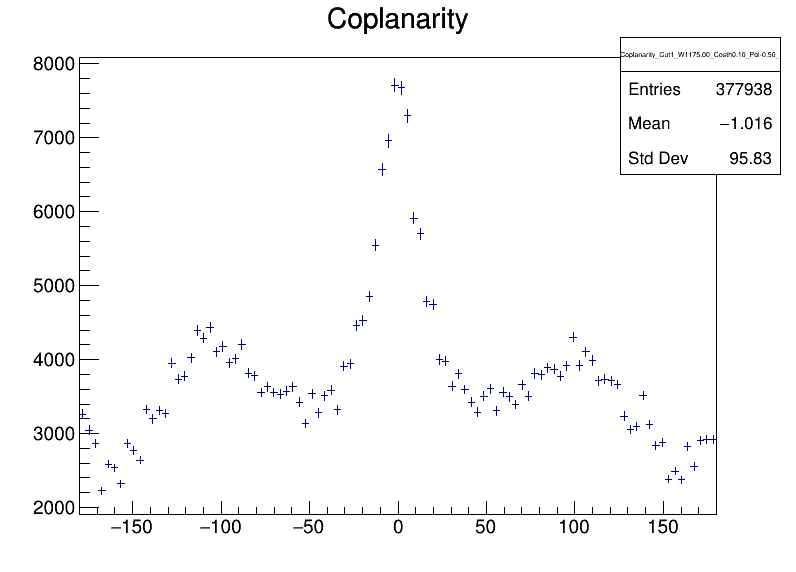 Coplanarity
Coplanarity_Cut1_W1175.00_Costh0.10_Pol-0.50_
Entries 377938
Mean −1.016
Std Dev 95.83
8000
7000
6000
5000
4000
3000
2000
−150 −100 −50 0 50 100 150